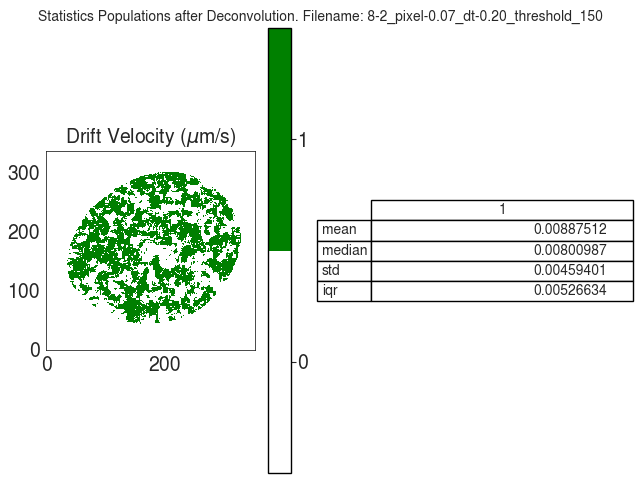 Statistics Populations after Deconvolution. Filename: 8-2_pixel-0.07_dt-0.20_threshold_150
Drift Velocity (μm/s)
300
200
100
0
0 200
1
0
1
mean 0.00887512
median 0.00800987
std 0.00459401
iqr 0.00526634